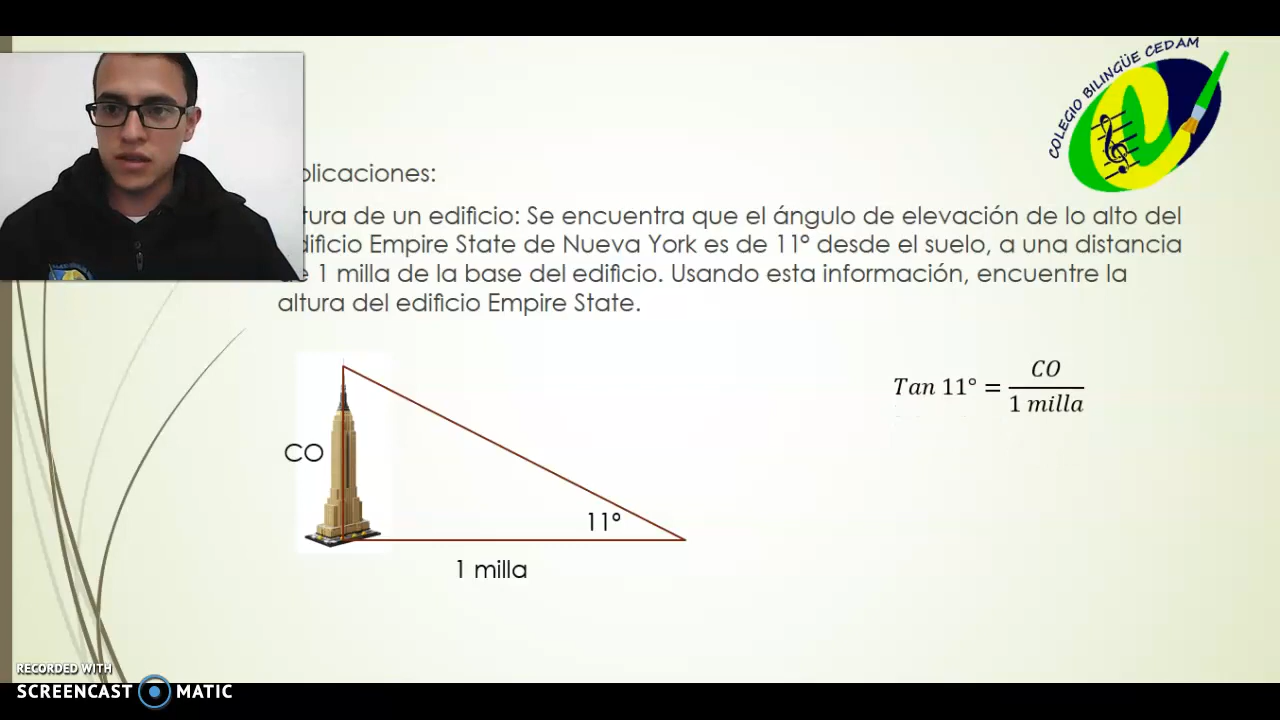 COLEGIO BILINGÜE CEDAM
plicaciones:
tura de un edificio: Se encuentra que el ángulo de elevación de lo alto del
dificio Empire State de Nueva York es de 11° desde el suelo, a una distancia
de 1 milla de la base del edificio. Usando esta información, encuentre la
altura del edificio Empire State.
Tan 11° = CO / 1 milla
CO
11°
1 milla
RECORDED WITH
SCREENCAST MATIC